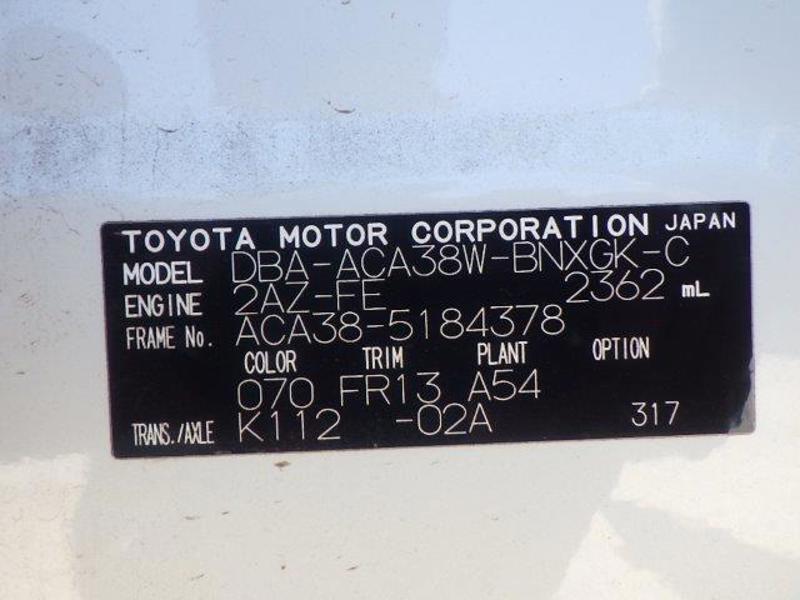 TOYOTA MOTOR CORPORATION JAPAN
MODEL DBA-ACA38W-BNXGK-C
ENGINE 2AZ-FE 2362 mL
FRAME No. ACA38-5184378
COLOR TRIM PLANT OPTION
070 FR13 A54
TRANS./AXLE K112 -02A 317